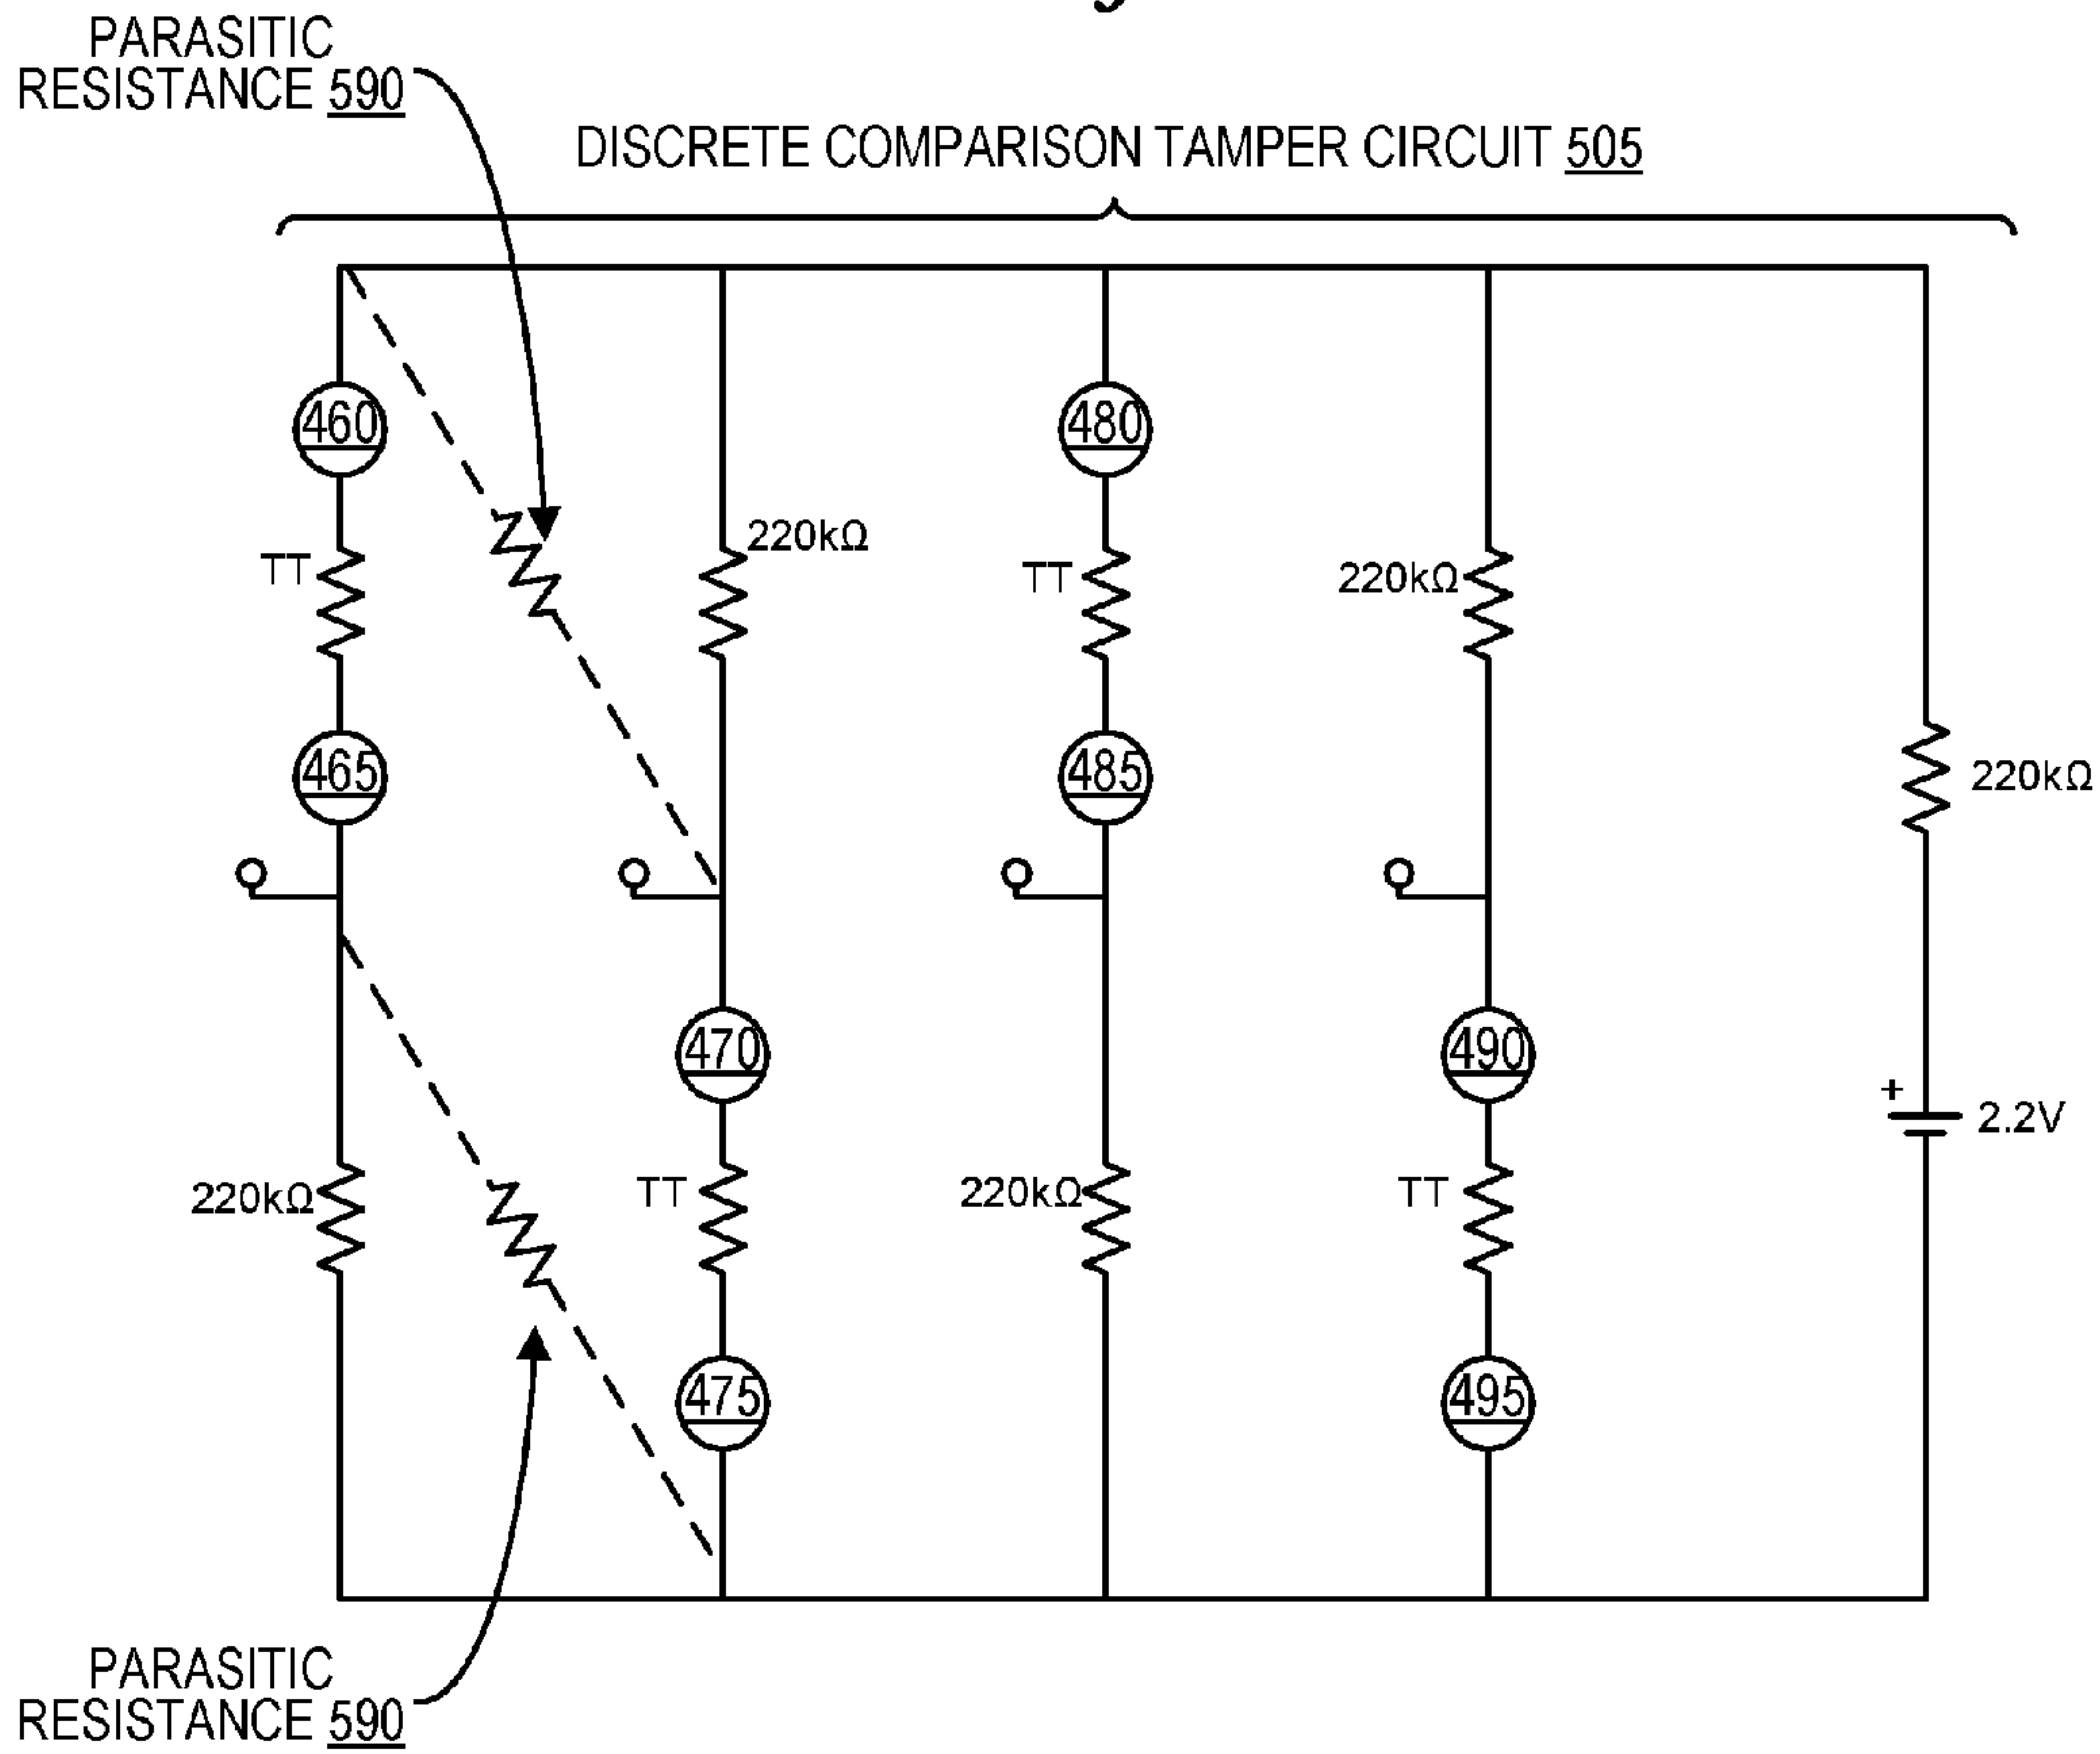 PARASITIC
RESISTANCE 590
DISCRETE COMPARISON TAMPER CIRCUIT 505
460
480
220kΩ
TT
TT
220kΩ
465
485
220kΩ
470
490
+
2.2V
220kΩ
TT
220kΩ
TT
475
495
PARASITIC
RESISTANCE 590